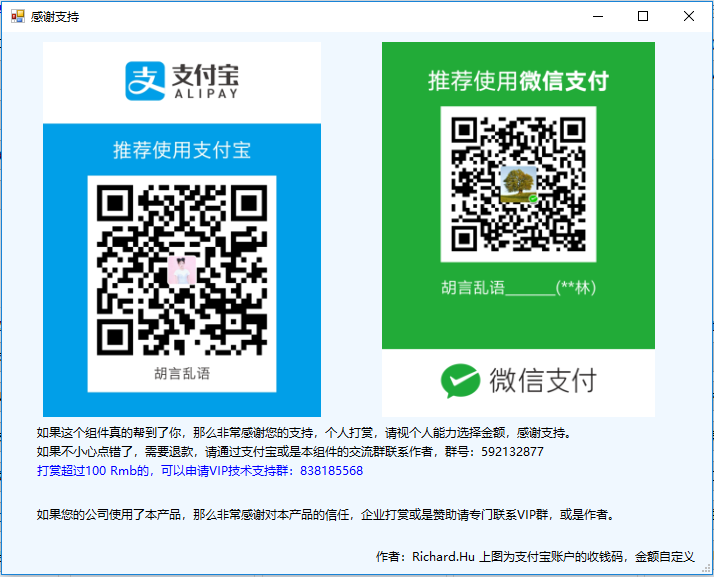 感谢支持
支付宝
ALIPAY
推荐使用支付宝
胡言乱语
推荐使用微信支付
胡言乱语______(**林)
微信支付
如果这个组件真的帮到了你，那么非常感谢您的支持，个人打赏，请视个人能力选择金额，感谢支持。
如果不小心点错了，需要退款，请通过支付宝或是本组件的交流群联系作者，群号：592132877
打赏超过100 Rmb的，可以申请VIP技术支持群：838185568
如果您的公司使用了本产品，那么非常感谢对本产品的信任，企业打赏或是赞助请专门联系VIP群，或是作者。
作者：Richard.Hu 上图为支付宝账户的收钱码，金额自定义